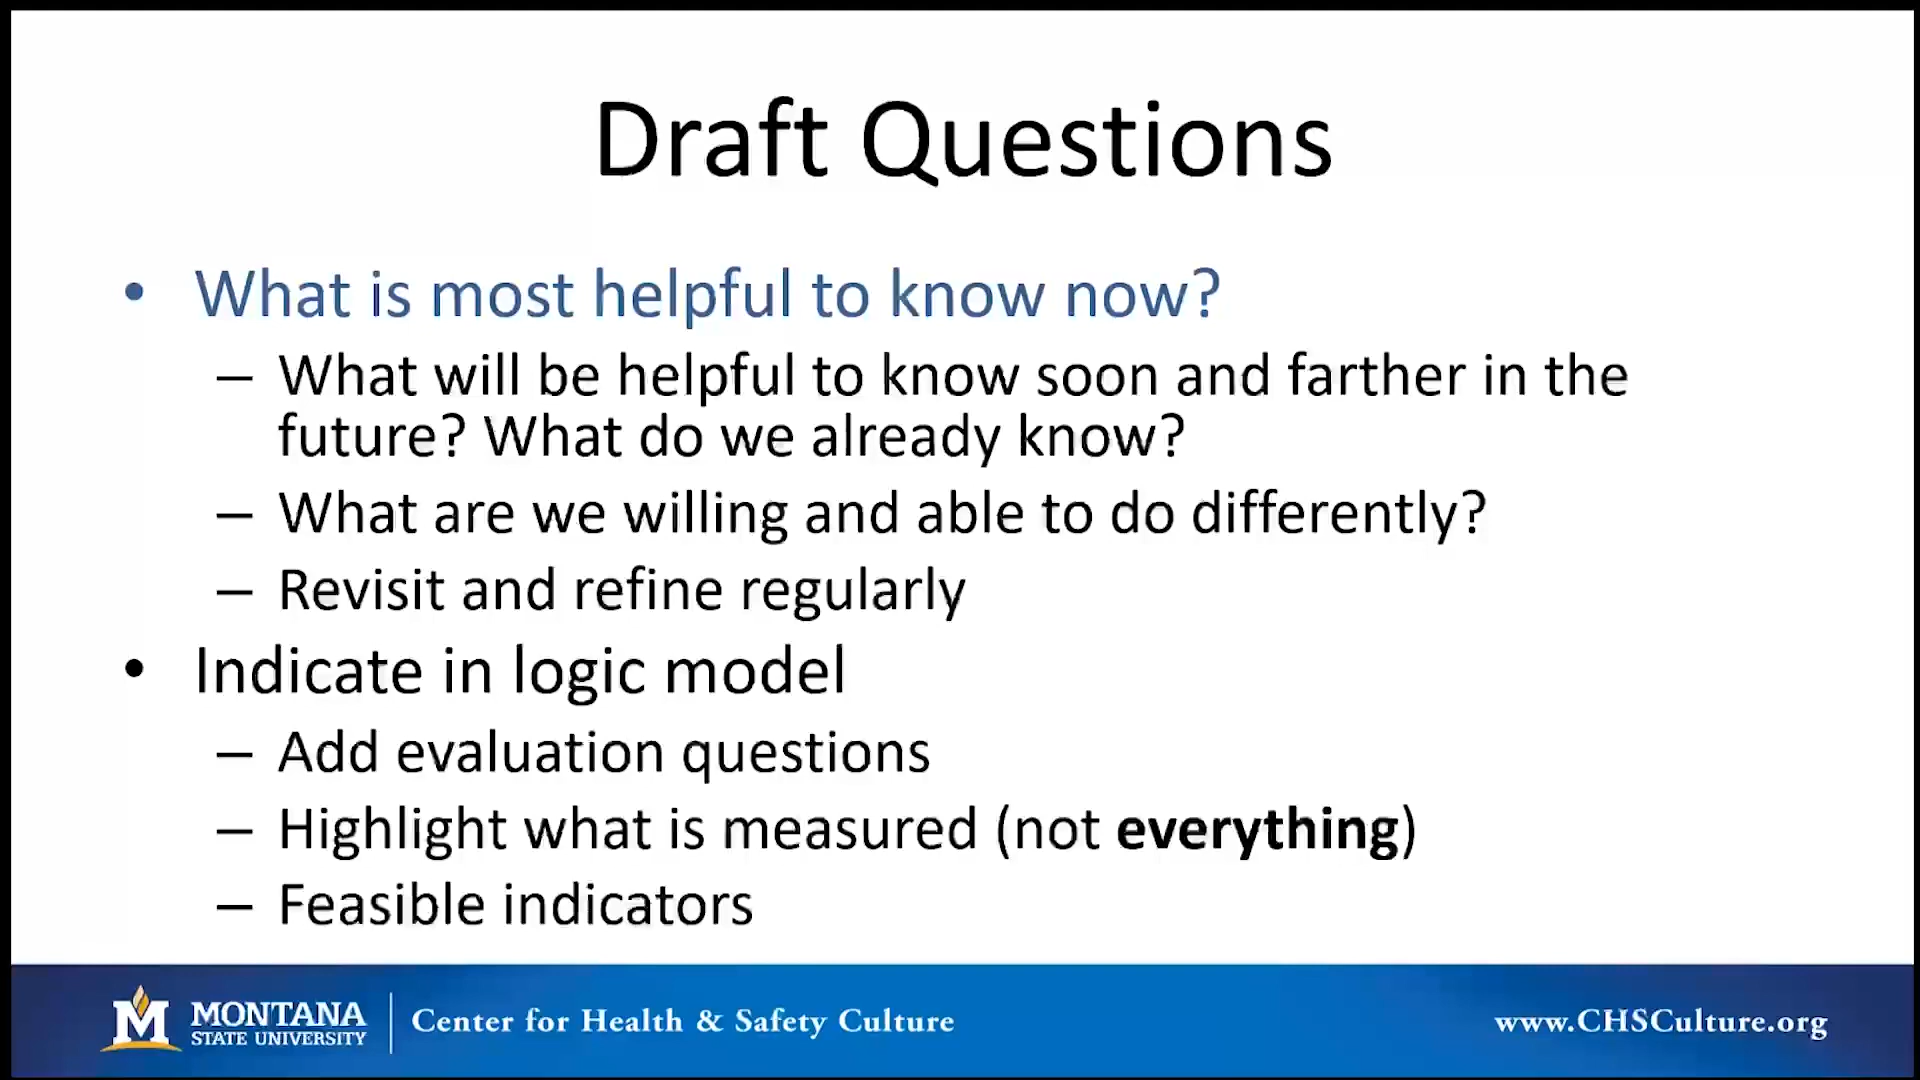 Draft Questions
• What is most helpful to know now?
– What will be helpful to know soon and farther in the
future? What do we already know?
– What are we willing and able to do differently?
– Revisit and refine regularly
• Indicate in logic model
– Add evaluation questions
– Highlight what is measured (not everything)
– Feasible indicators
M
MONTANA
STATE UNIVERSITY
Center for Health & Safety Culture
www.CHSCulture.org